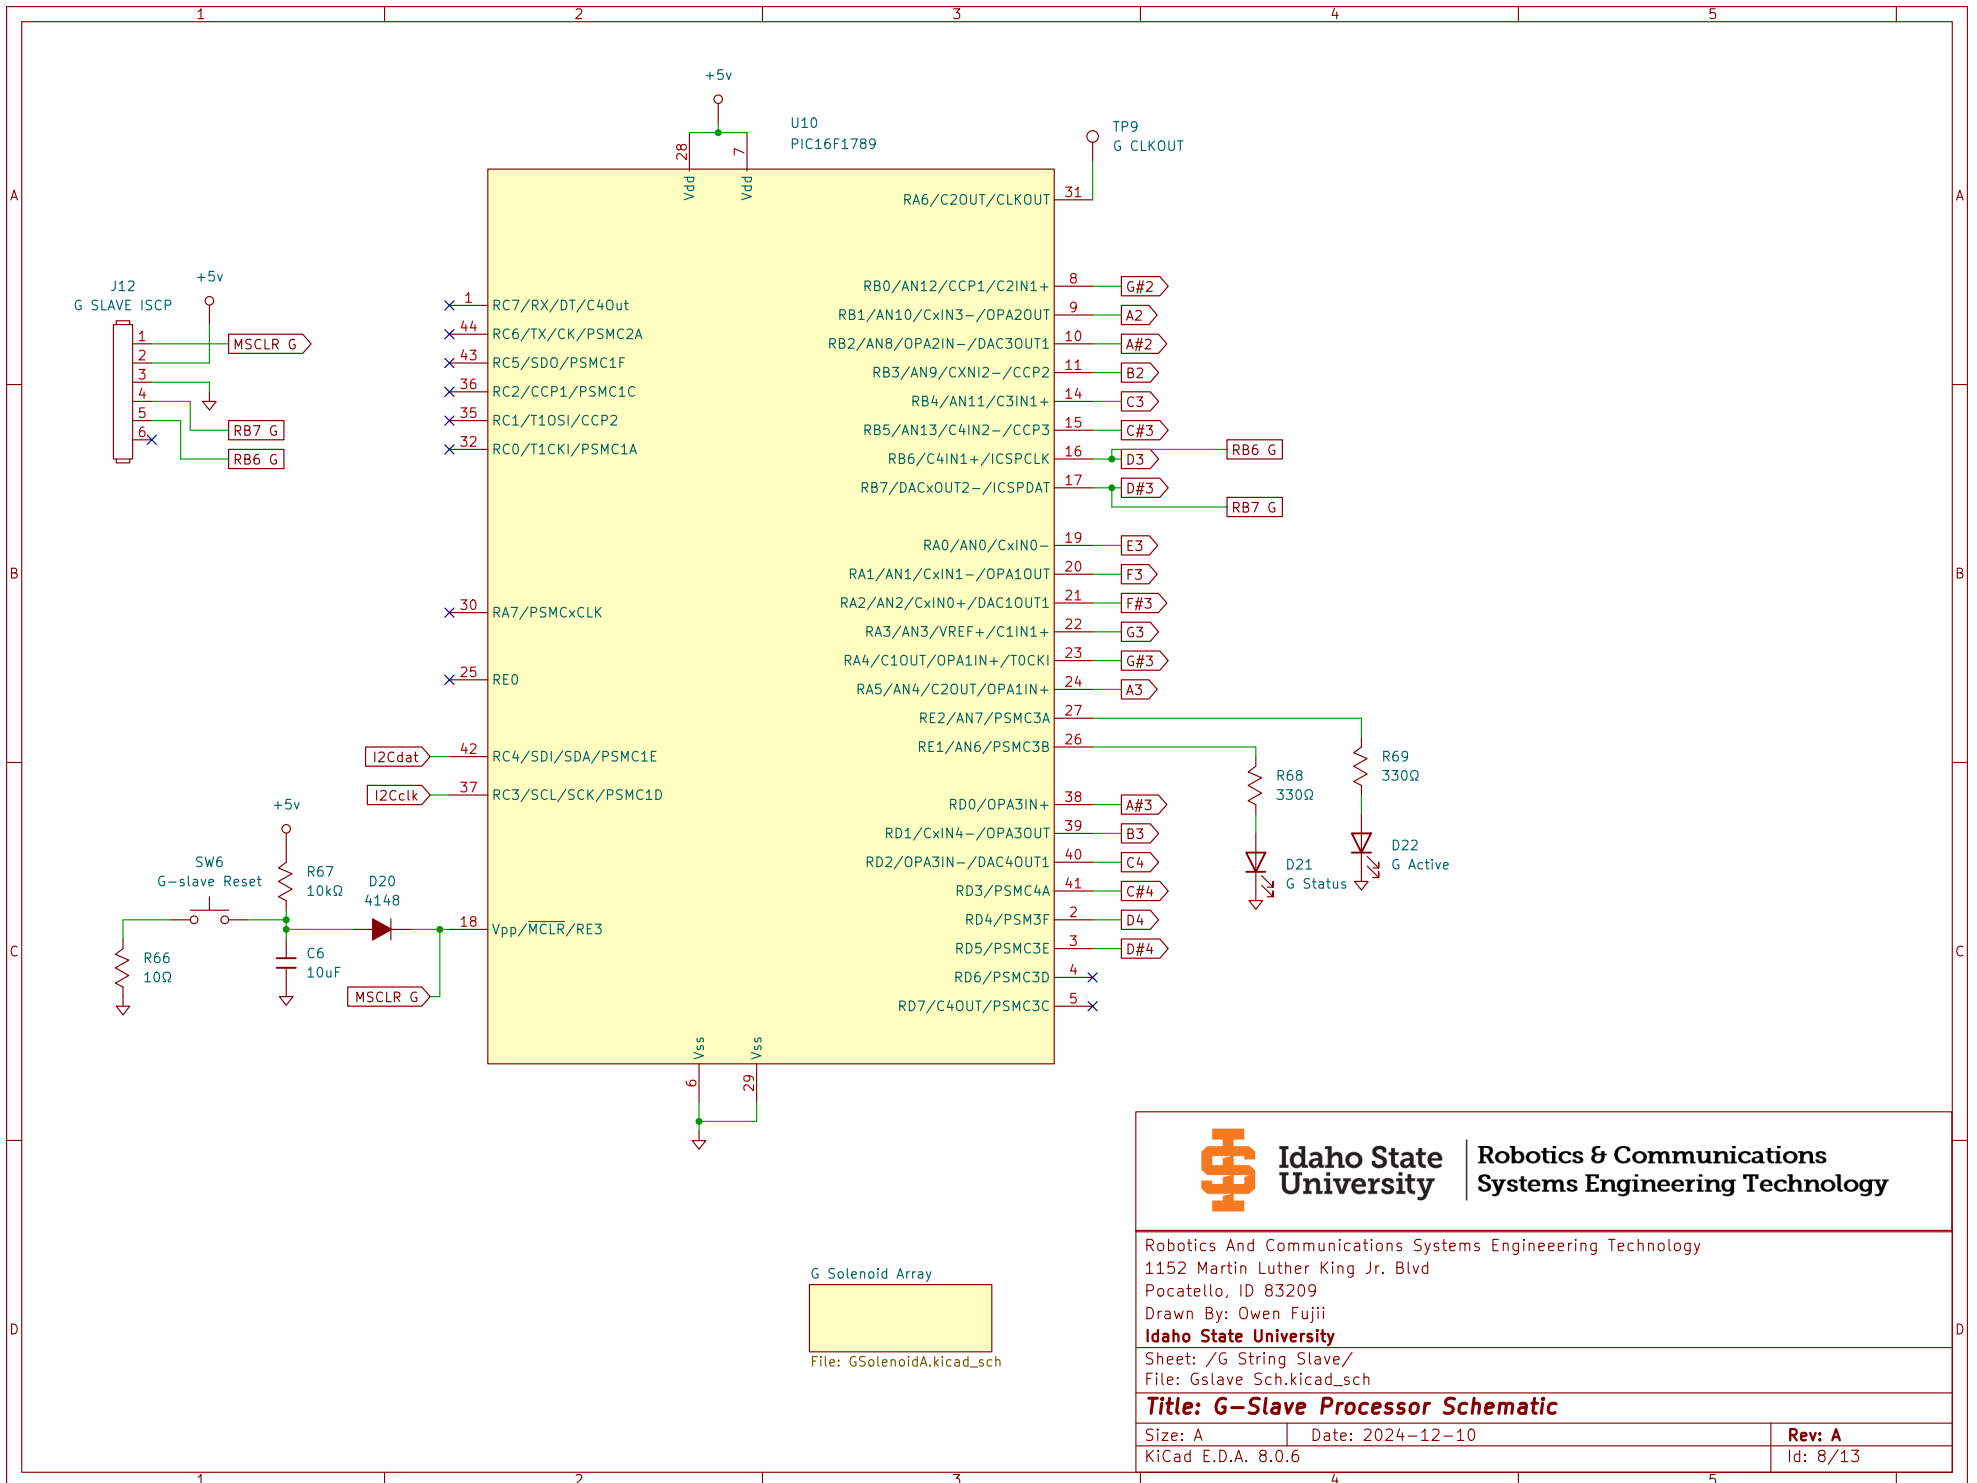 1 2 3 4 5
A
B
C
D
+5v
U10
PIC16F1789
28
7
Vdd
Vdd
TP9
G CLKOUT
RA6/C2OUT/CLKOUT 31
J12
G SLAVE ISCP
+5v
1
2
3
4
5
6
MSCLR G
RB7 G
RB6 G
1 RC7/RX/DT/C4Out
44 RC6/TX/CK/PSMC2A
43 RC5/SDO/PSMC1F
36 RC2/CCP1/PSMC1C
35 RC1/T1OSI/CCP2
32 RC0/T1CKI/PSMC1A
30 RA7/PSMCxCLK
25 RE0
I2Cdat 42 RC4/SDI/SDA/PSMC1E
I2Cclk 37 RC3/SCL/SCK/PSMC1D
+5v
SW6
G-slave Reset
R67
10kΩ
D20
4148
18 Vpp/MCLR/RE3
R66
10Ω
C6
10uF
MSCLR G
RB0/AN12/CCP1/C2IN1+ 8 G#2
RB1/AN10/CxIN3-/OPA2OUT 9 A2
RB2/AN8/OPA2IN-/DAC3OUT1 10 A#2
RB3/AN9/CXNI2-/CCP2 11 B2
RB4/AN11/C3IN1+ 14 C3
RB5/AN13/C4IN2-/CCP3 15 C#3
RB6/C4IN1+/ICSPCLK 16 D3 RB6 G
RB7/DACxOUT2-/ICSPDAT 17 D#3
RB7 G
RA0/AN0/CxIN0- 19 E3
RA1/AN1/CxIN1-/OPA1OUT 20 F3
RA2/AN2/CxIN0+/DAC1OUT1 21 F#3
RA3/AN3/VREF+/C1IN1+ 22 G3
RA4/C1OUT/OPA1IN+/T0CKI 23 G#3
RA5/AN4/C2OUT/OPA1IN+ 24 A3
RE2/AN7/PSMC3A 27
RE1/AN6/PSMC3B 26
R69
330Ω
R68
330Ω
D22
G Active
D21
G Status
RD0/OPA3IN+ 38 A#3
RD1/CxIN4-/OPA3OUT 39 B3
RD2/OPA3IN-/DAC4OUT1 40 C4
RD3/PSMC4A 41 C#4
RD4/PSM3F 2 D4
RD5/PSMC3E 3 D#4
RD6/PSMC3D 4
RD7/C4OUT/PSMC3C 5
Vss
Vss
6
29
G Solenoid Array
File: GSolenoidA.kicad_sch
Idaho State
University
Robotics & Communications
Systems Engineering Technology
Robotics And Communications Systems Engineeering Technology
1152 Martin Luther King Jr. Blvd
Pocatello, ID 83209
Drawn By: Owen Fujii
Idaho State University
Sheet: /G String Slave/
File: Gslave Sch.kicad_sch
Title: G-Slave Processor Schematic
Size: A Date: 2024-12-10 Rev: A
KiCad E.D.A. 8.0.6 Id: 8/13
A
B
C
D
1 2 3 4 5